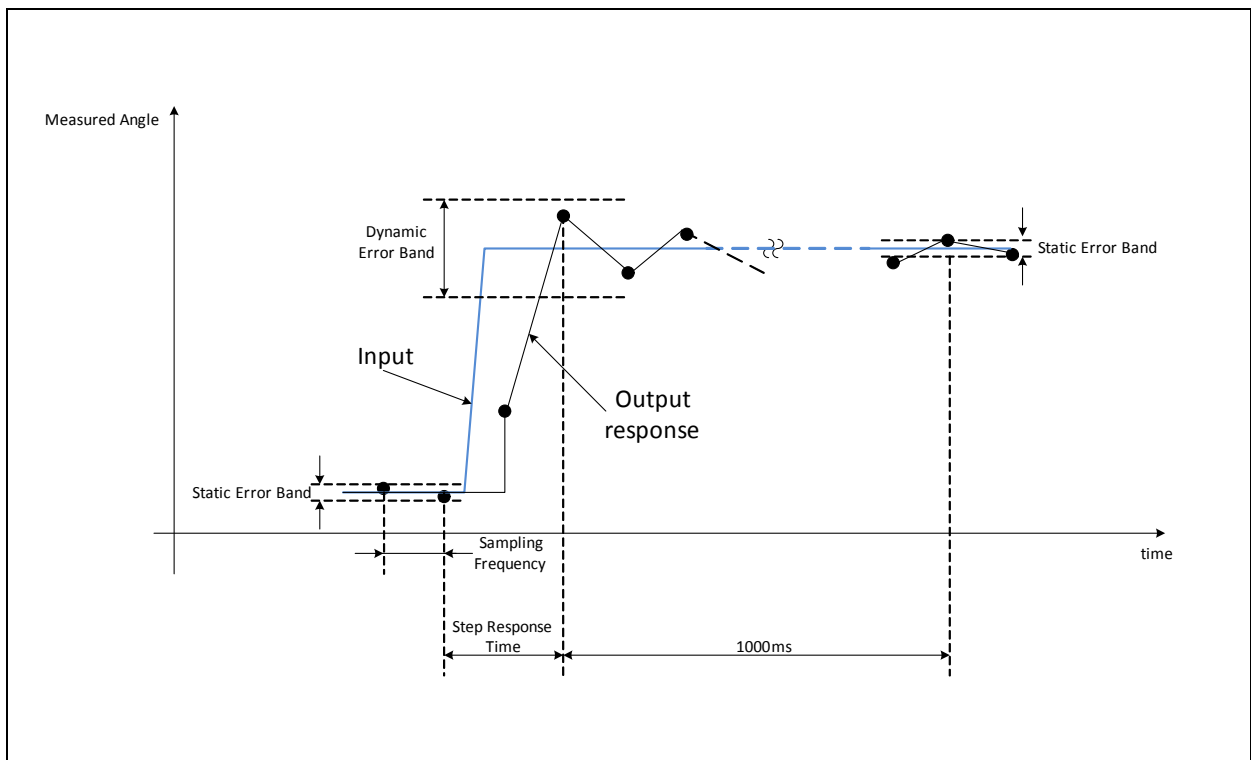 Measured Angle
Dynamic
Error Band
Static Error Band
Input
Output
response
Static Error Band
Sampling
Frequency
time
Step Response
Time
1000ms